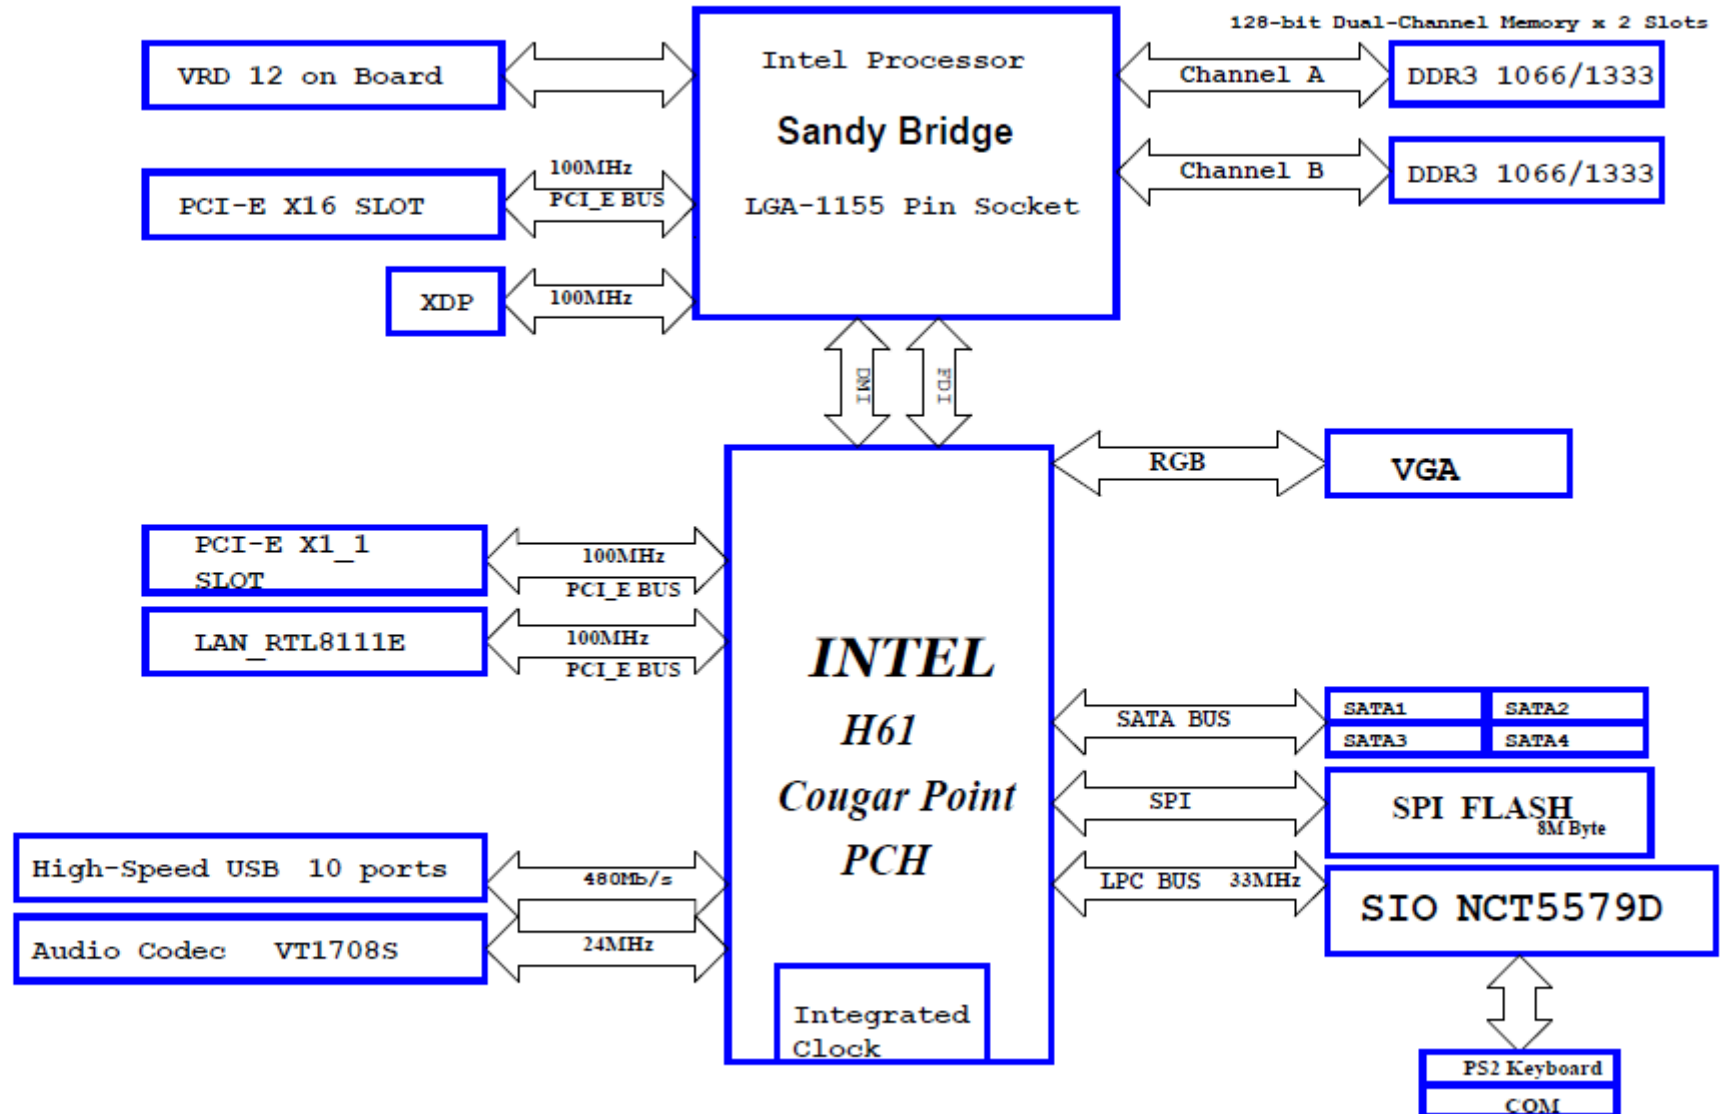 128-bit Dual-Channel Memory x 2 Slots
VRD 12 on Board
Intel Processor
Sandy Bridge
LGA-1155 Pin Socket
Channel A
DDR3 1066/1333
Channel B
DDR3 1066/1333
100MHz
PCI_E BUS
PCI-E X16 SLOT
XDP
100MHz
DMI
FDI
RGB
VGA
PCI-E X1_1
SLOT
100MHz
PCI_E BUS
LAN_RTL8111E
100MHz
PCI_E BUS
INTEL
H61
Cougar Point
PCH
SATA BUS
SATA1
SATA2
SATA3
SATA4
SPI
SPI FLASH
8M Byte
High-Speed USB 10 ports
480Mb/s
LPC BUS 33MHz
SIO NCT5579D
Audio Codec VT1708S
24MHz
Integrated
Clock
PS2 Keyboard
COM